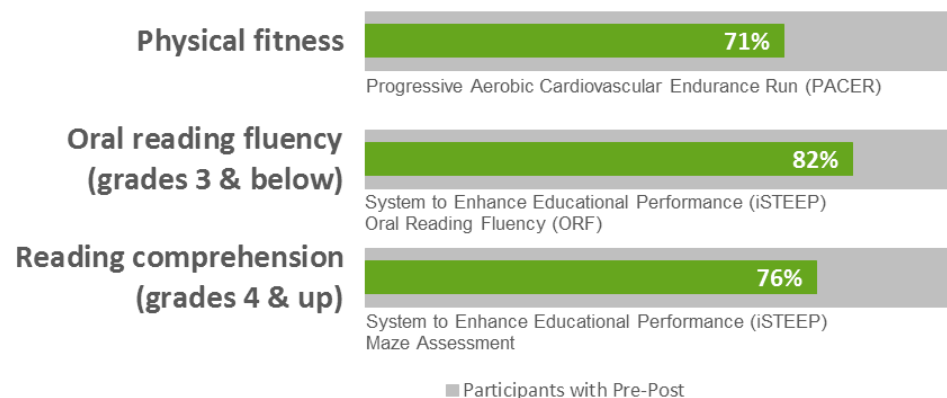 Physical fitness
71%
Progressive Aerobic Cardiovascular Endurance Run (PACER)
Oral reading fluency
(grades 3 & below)
82%
System to Enhance Educational Performance (iSTEEP)
Oral Reading Fluency (ORF)
Reading comprehension
(grades 4 & up)
76%
System to Enhance Educational Performance (iSTEEP)
Maze Assessment
Participants with Pre-Post